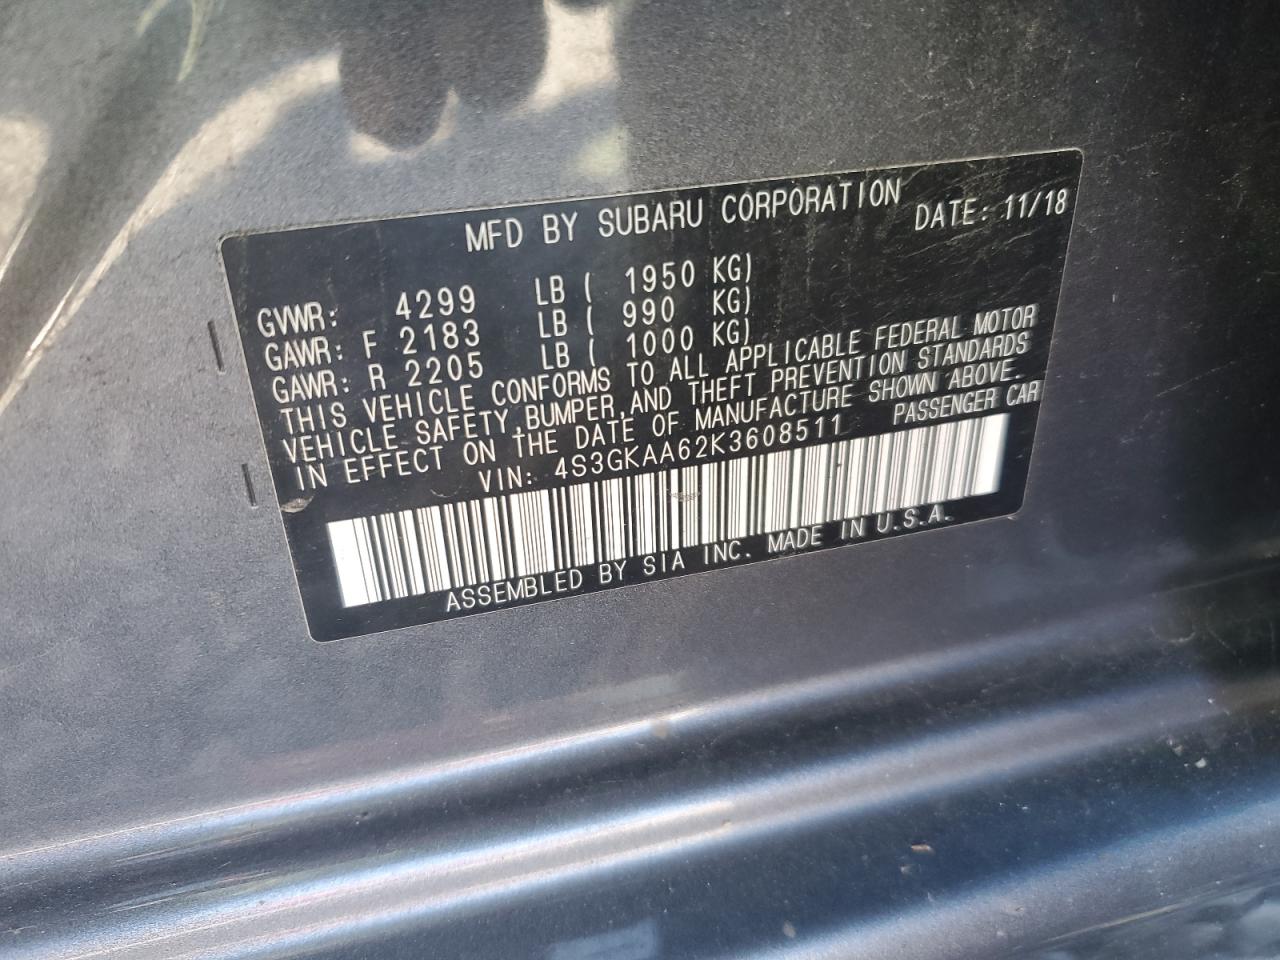 MFD BY SUBARU CORPORATION DATE: 11/18
GVWR: 4299 LB ( 1950 KG)
GAWR: F 2183 LB ( 990 KG)
GAWR: R 2205 LB ( 1000 KG)
THIS VEHICLE CONFORMS TO ALL APPLICABLE FEDERAL MOTOR
VEHICLE SAFETY,BUMPER,AND THEFT PREVENTION STANDARDS
IN EFFECT ON THE DATE OF MANUFACTURE SHOWN ABOVE.
VIN: 4S3GKAA62K3608511 PASSENGER CAR
ASSEMBLED BY SIA INC. MADE IN U.S.A.